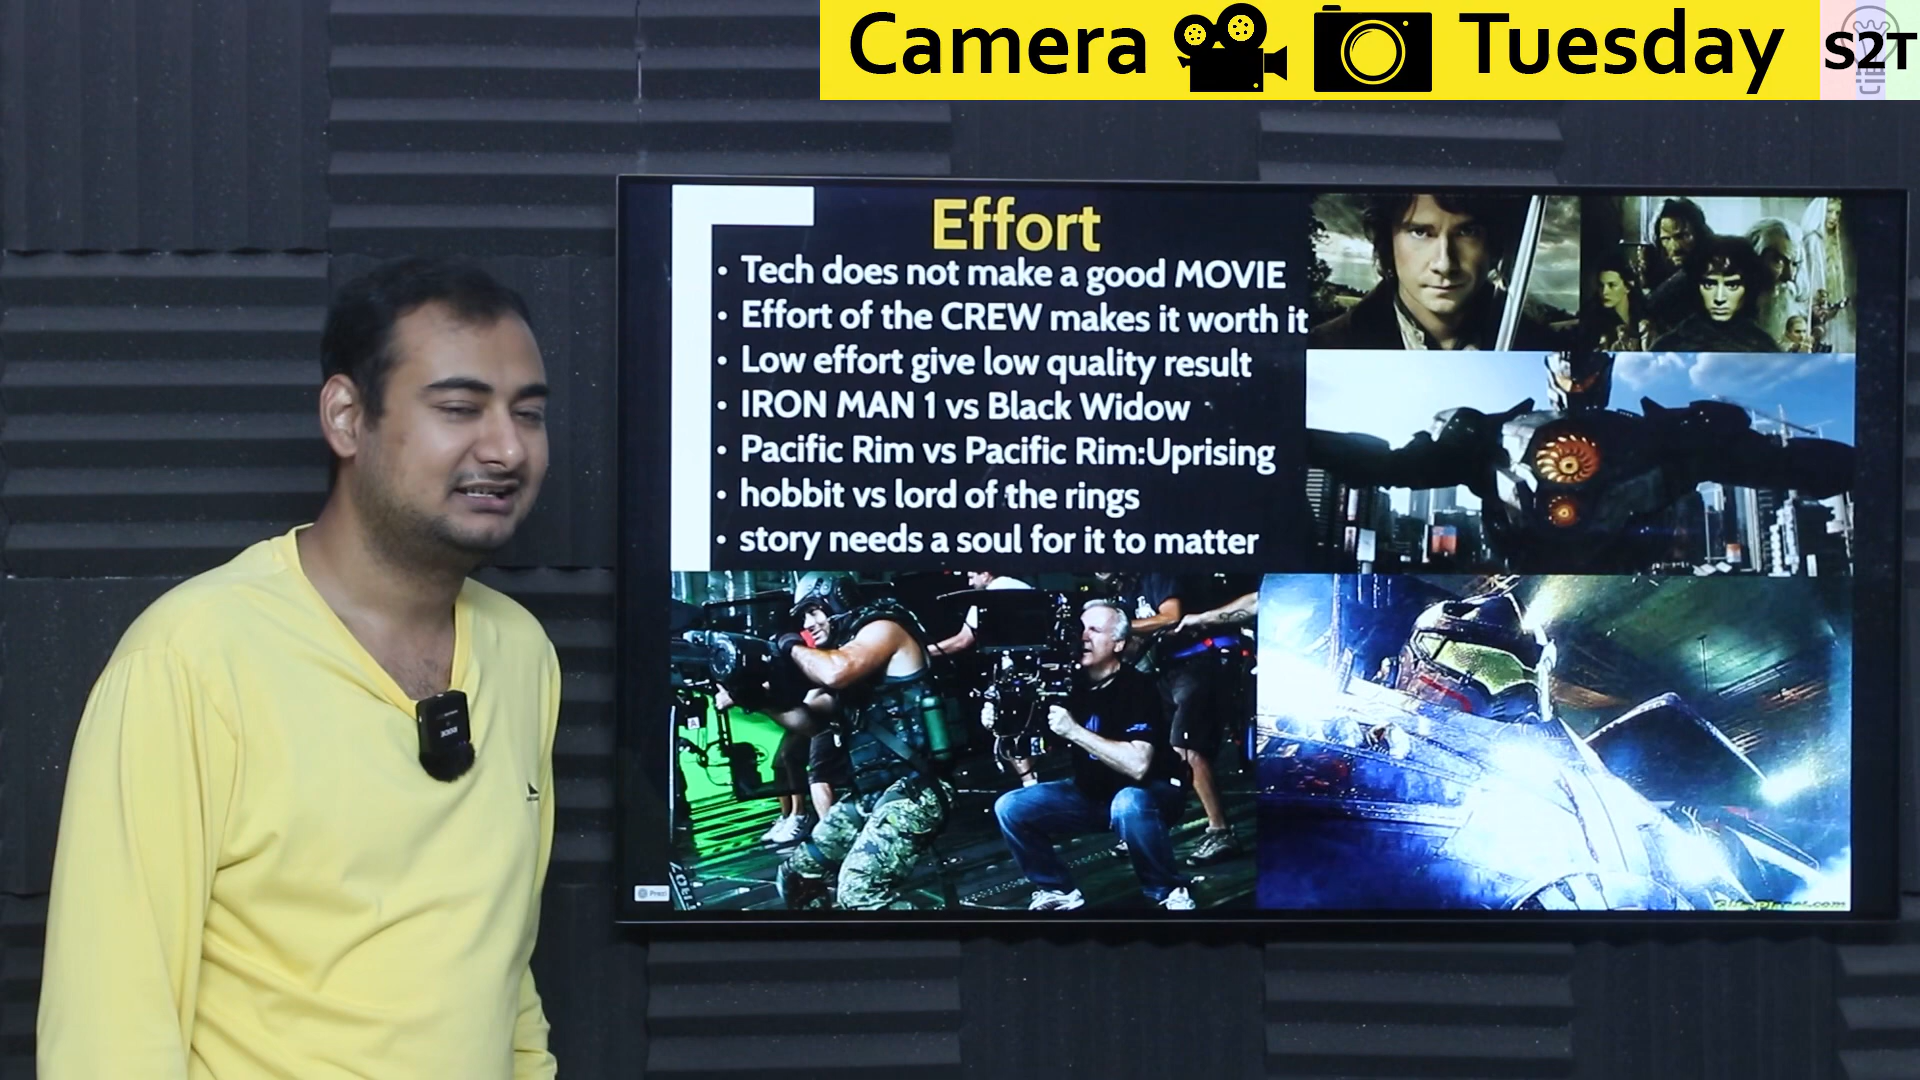 Camera Tuesday
S2T
Effort
• Tech does not make a good MOVIE
• Effort of the CREW makes it worth it
• Low effort give low quality result
• IRON MAN 1 vs Black Widow
• Pacific Rim vs Pacific Rim:Uprising
• hobbit vs lord of the rings
• story needs a soul for it to matter
Prezi